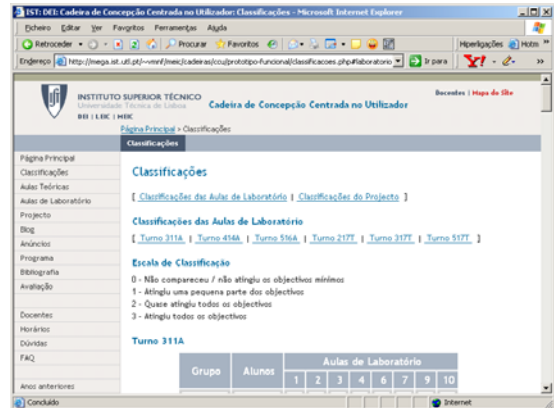 IST: DEI: Cadeira de Concepção Centrada no Utilizador: Classificações - Microsoft Internet Explorer
Ficheiro Editar Ver Favoritos Ferramentas Ajuda
Retroceder Procurar Favoritos Hiperligações Hotm
Endereço http://mega.ist.utl.pt/~vmnf/meic/cadeiras/ccu/prototipo-funcional/classificacoes.php#laboratorio Ir para
INSTITUTO SUPERIOR TÉCNICO
Universidade Técnica de Lisboa
DEI | LEIC | MEIC
Cadeira de Concepção Centrada no Utilizador
Docentes | Mapa do Site
Página Principal > Classificações
Classificações
Página Principal
Classificações
Aulas Teóricas
Aulas de Laboratório
Projecto
Blog
Anúncios
Programa
Bibliografia
Avaliação
Docentes
Horários
Dúvidas
FAQ
Anos anteriores
Classificações
[ Classificações das Aulas de Laboratório | Classificações do Projecto ]
Classificações das Aulas de Laboratório
[ Turno 311A | Turno 414A | Turno 516A | Turno 217T | Turno 317T | Turno 517T ]
Escala de Classificação
0 - Não compareceu / não atingiu os objectivos mínimos
1 - Atingiu uma pequena parte dos objectivos
2 - Quase atingiu todos os objectivos
3 - Atingiu todos os objectivos
Turno 311A
Grupo Alunos Aulas de Laboratório
1 2 3 4 6 7 9 10
Concluído Internet